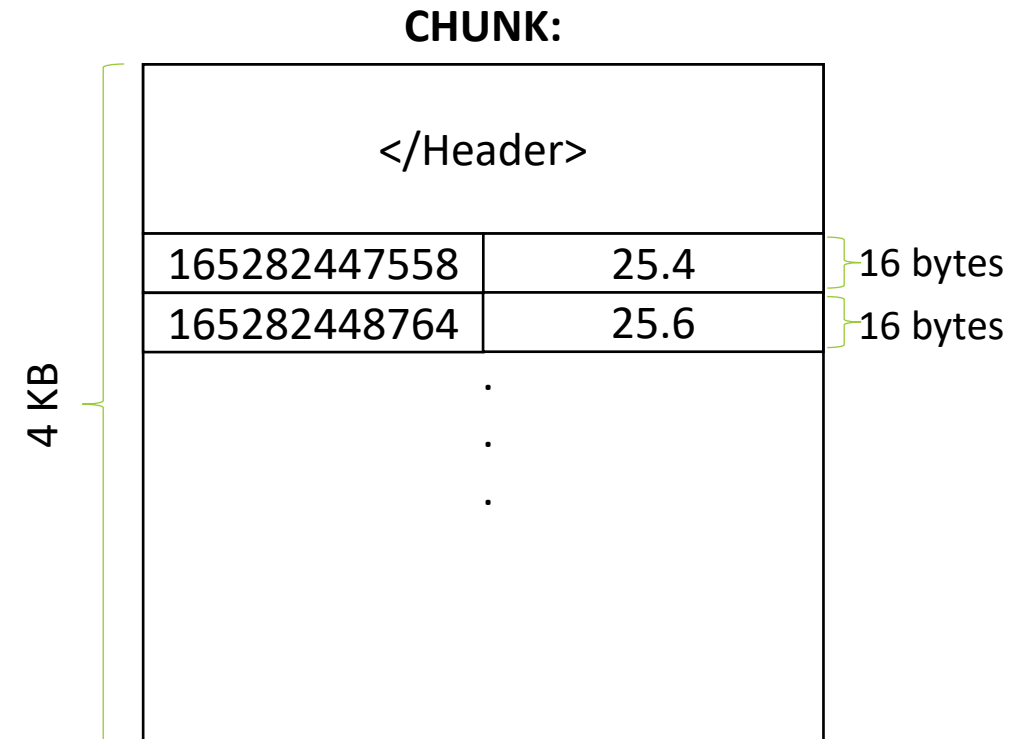 CHUNK:
</Header>
165282447558 25.4 16 bytes
165282448764 25.6 16 bytes
4 KB
.
.
.